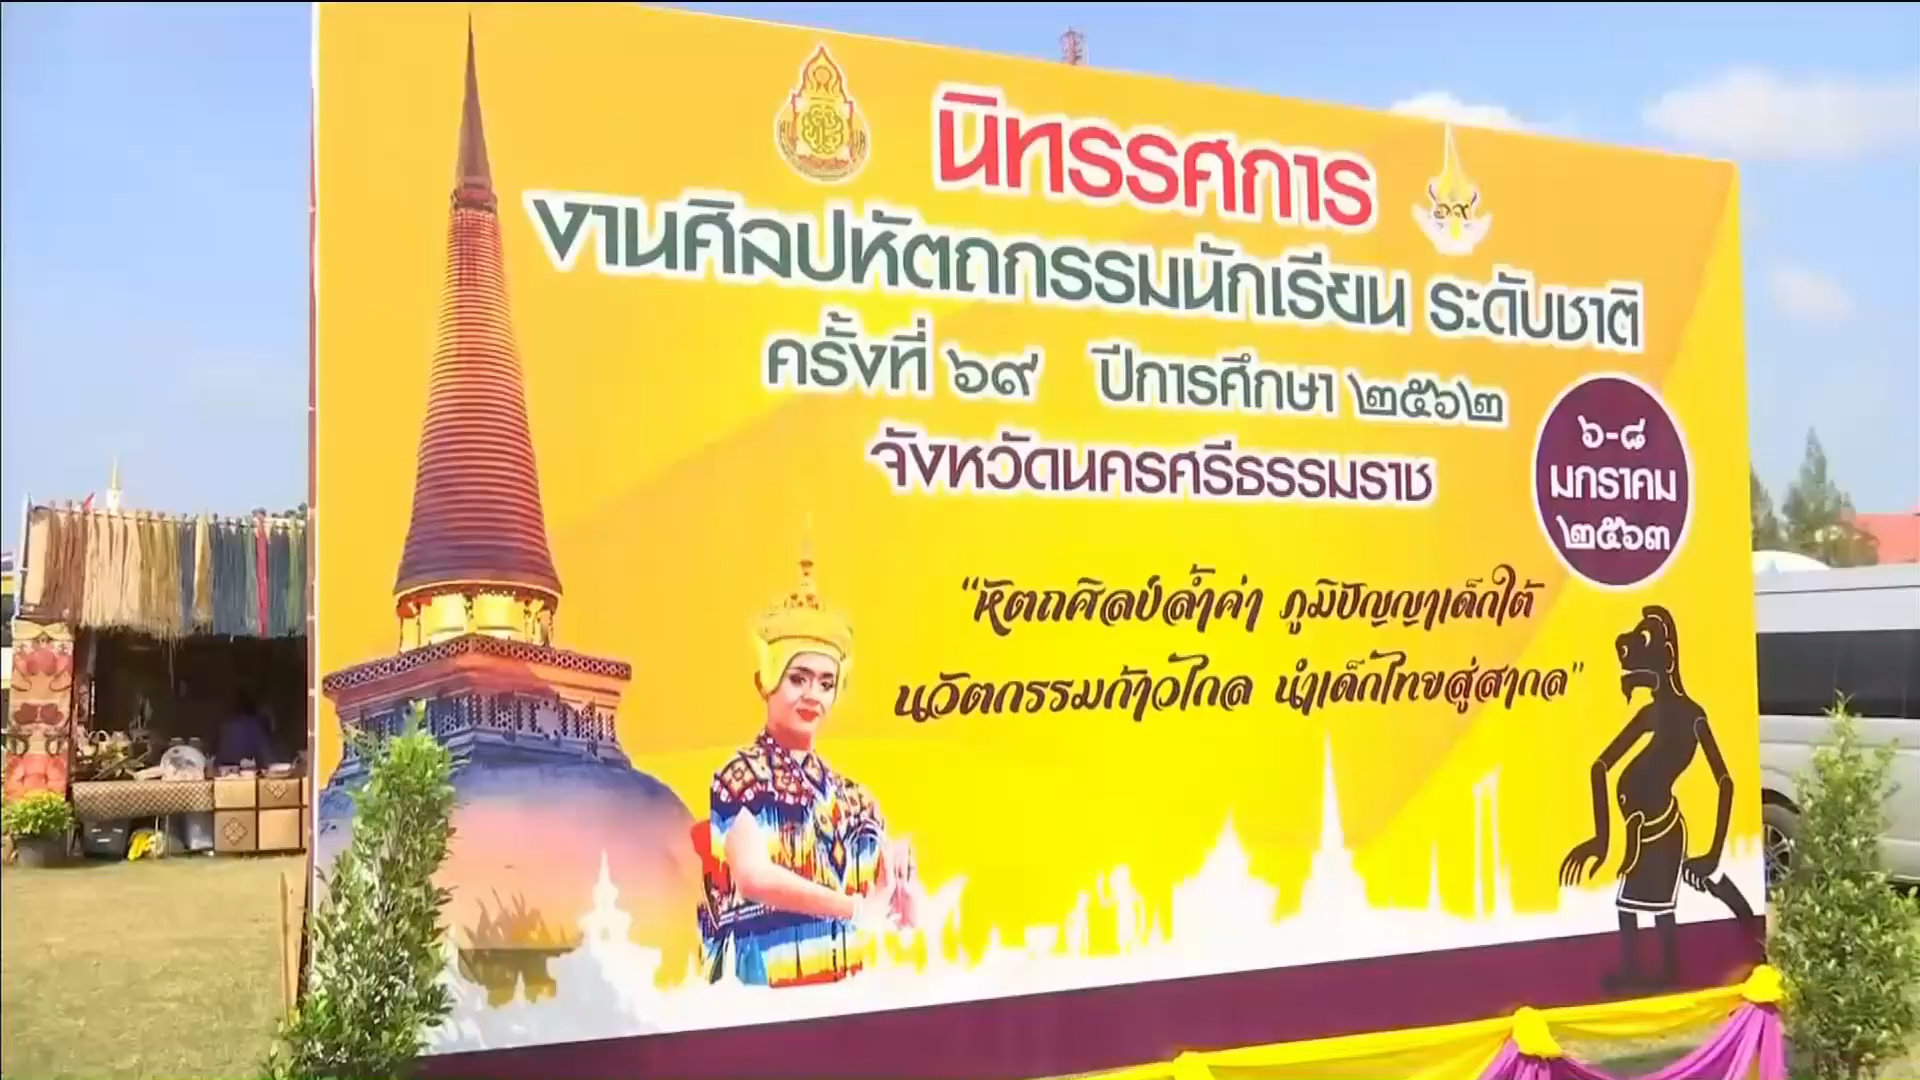 นิทรรศการ
งานศิลปหัตถกรรมนักเรียน ระดับชาติ
ครั้งที่ ๖๙ ปีการศึกษา ๒๕๖๒
จังหวัดนครศรีธรรมราช
๖-๘
มกราคม
๒๕๖๓
“หัตถศิลป์ล้ำค่า ภูมิปัญญาเด็กใต้
นวัตกรรมก้าวไกล นำเด็กไทยสู่สากล”